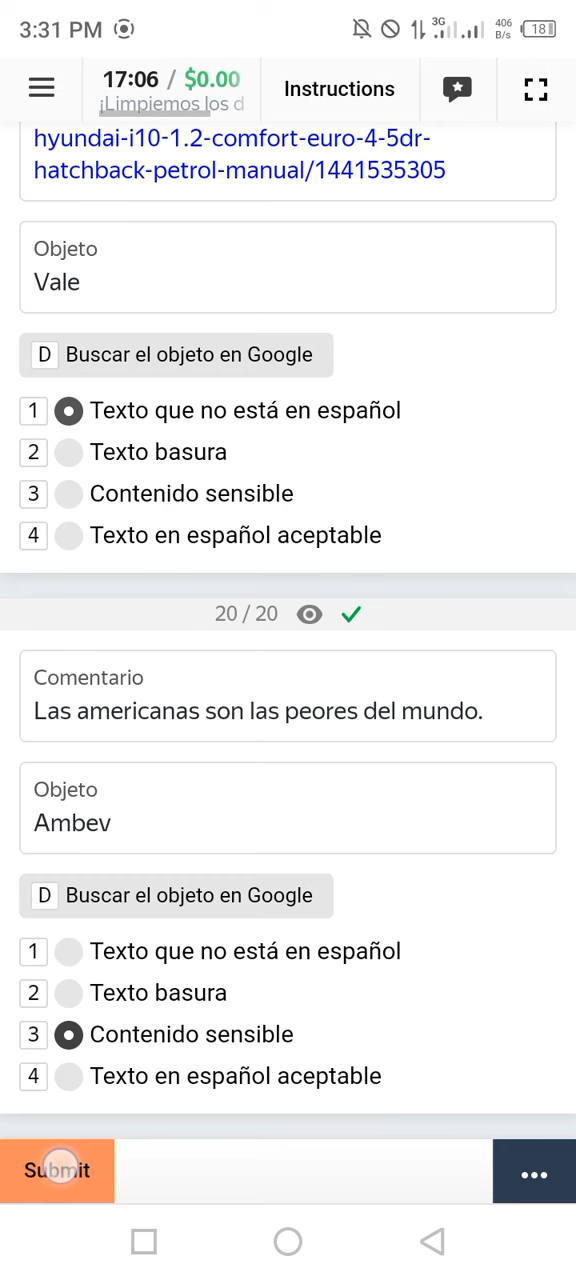 3:31 PM
3G
406
B/s
18
17:06 / $0.00
¡Limpiemos los d
Instructions
hyundai-i10-1.2-comfort-euro-4-5dr-
hatchback-petrol-manual/1441535305
Objeto
Vale
D Buscar el objeto en Google
1 Texto que no está en español
2 Texto basura
3 Contenido sensible
4 Texto en español aceptable
20 / 20
Comentario
Las americanas son las peores del mundo.
Objeto
Ambev
D Buscar el objeto en Google
1 Texto que no está en español
2 Texto basura
3 Contenido sensible
4 Texto en español aceptable
Submit
...